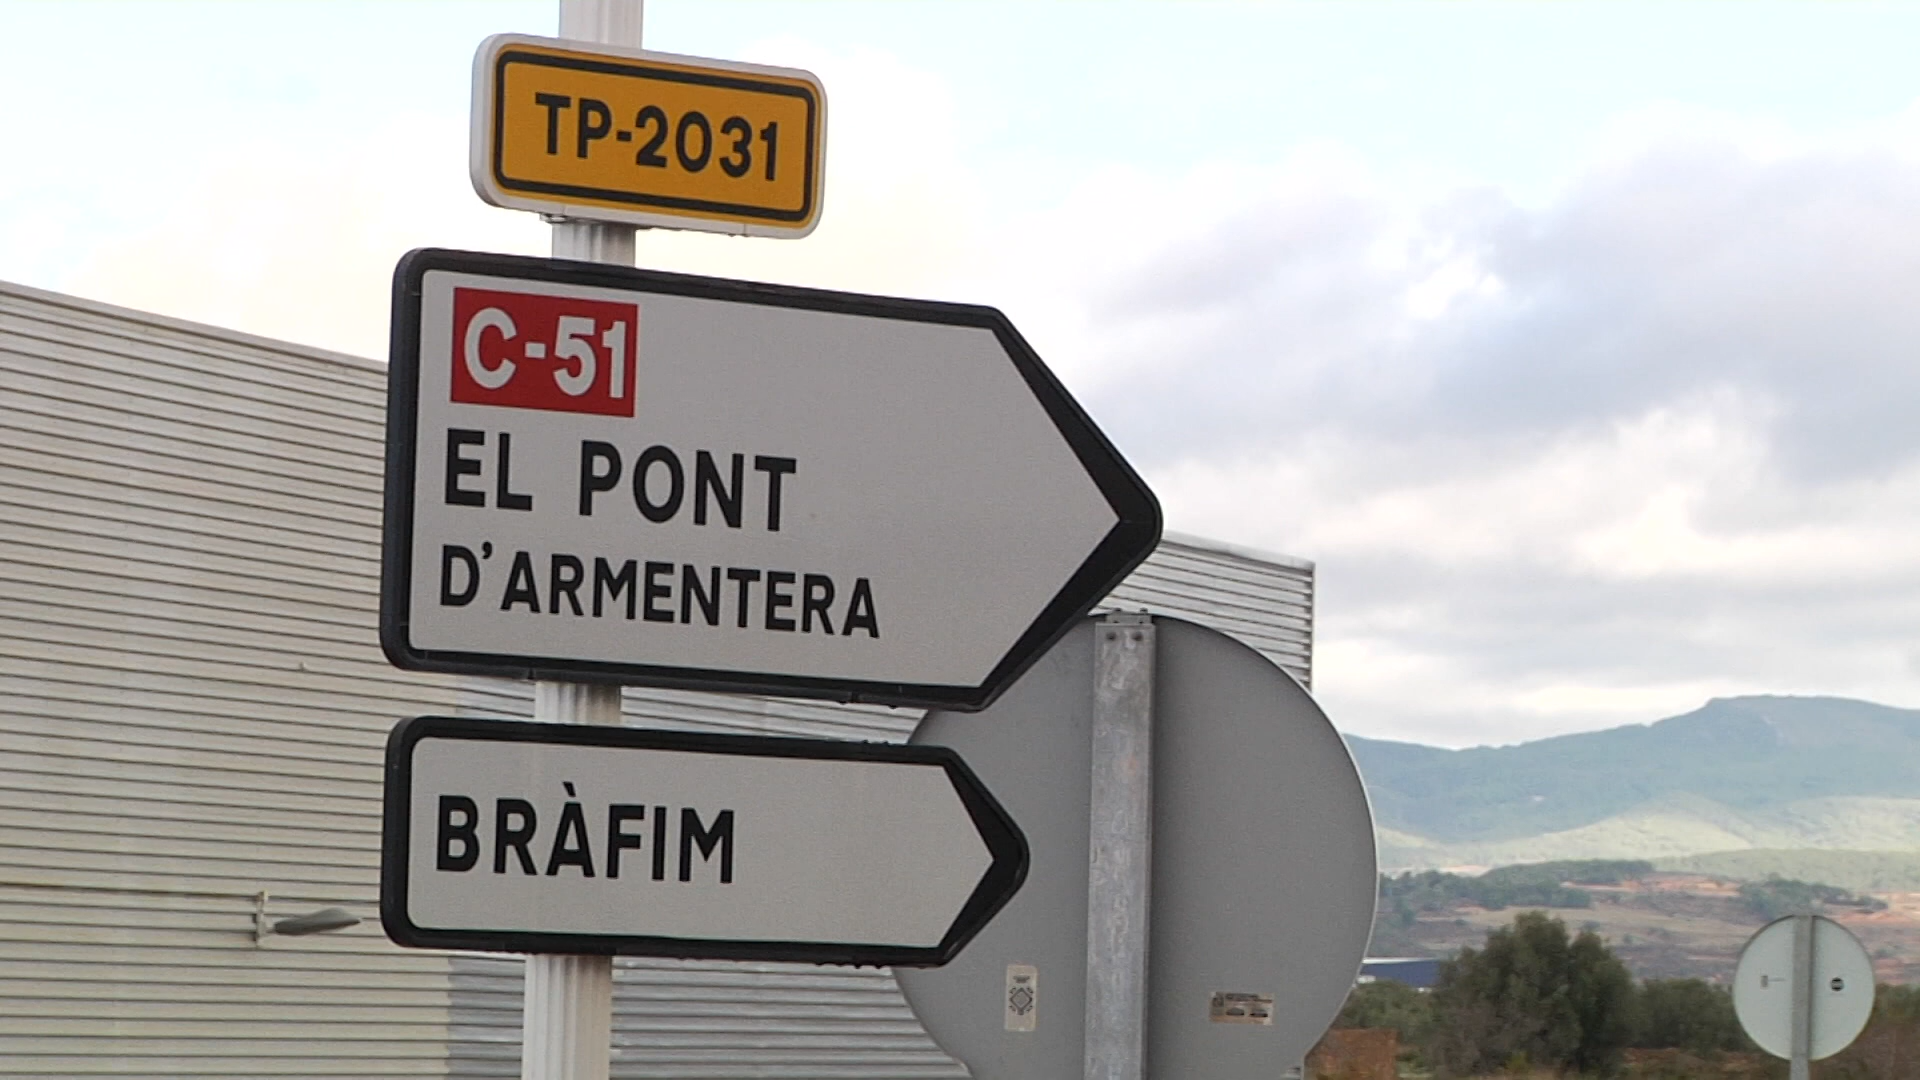 TP-2031
C-51
EL PONT
D'ARMENTERA
BRÀFIM